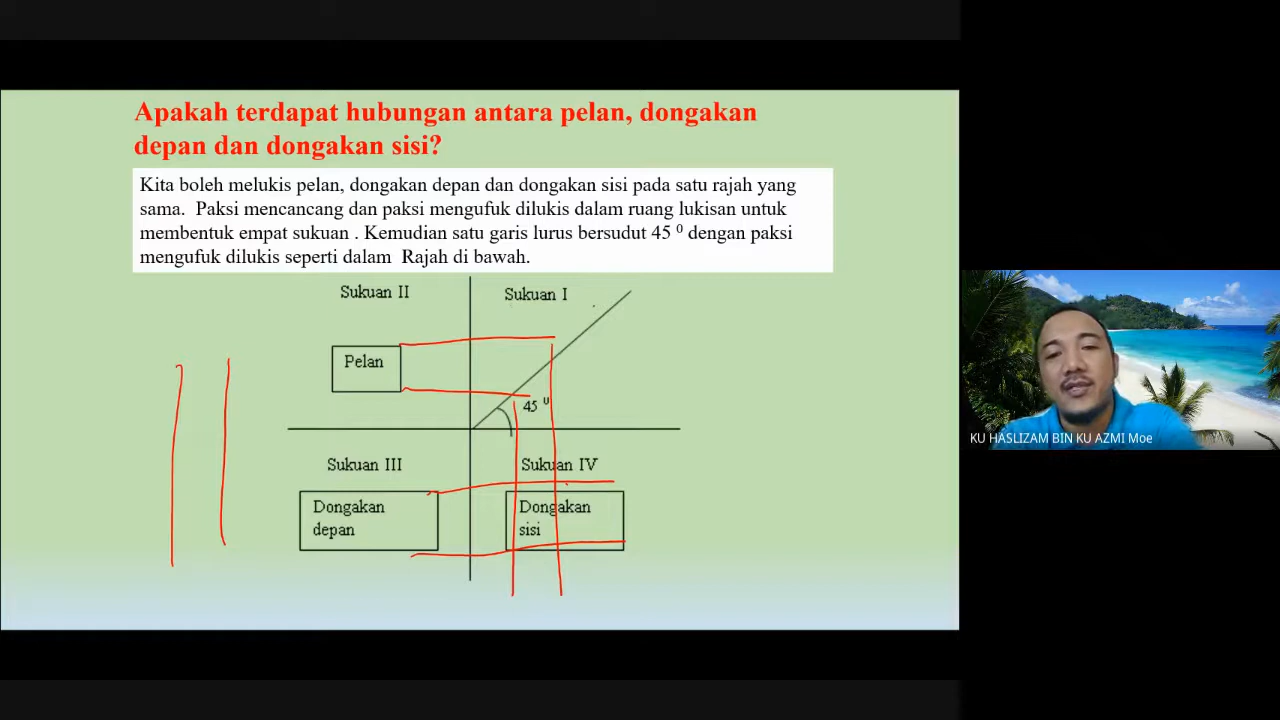 Apakah terdapat hubungan antara pelan, dongakan
depan dan dongakan sisi?
Kita boleh melukis pelan, dongakan depan dan dongakan sisi pada satu rajah yang
sama. Paksi mencancang dan paksi mengufuk dilukis dalam ruang lukisan untuk
membentuk empat sukuan . Kemudian satu garis lurus bersudut 45 ⁰ dengan paksi
mengufuk dilukis seperti dalam Rajah di bawah.
Sukuan II
Sukuan I
Pelan
45 ⁰
Sukuan III
Sukuan IV
Dongakan
depan
Dongakan
sisi
KU HASLIZAM BIN KU AZMI Moe